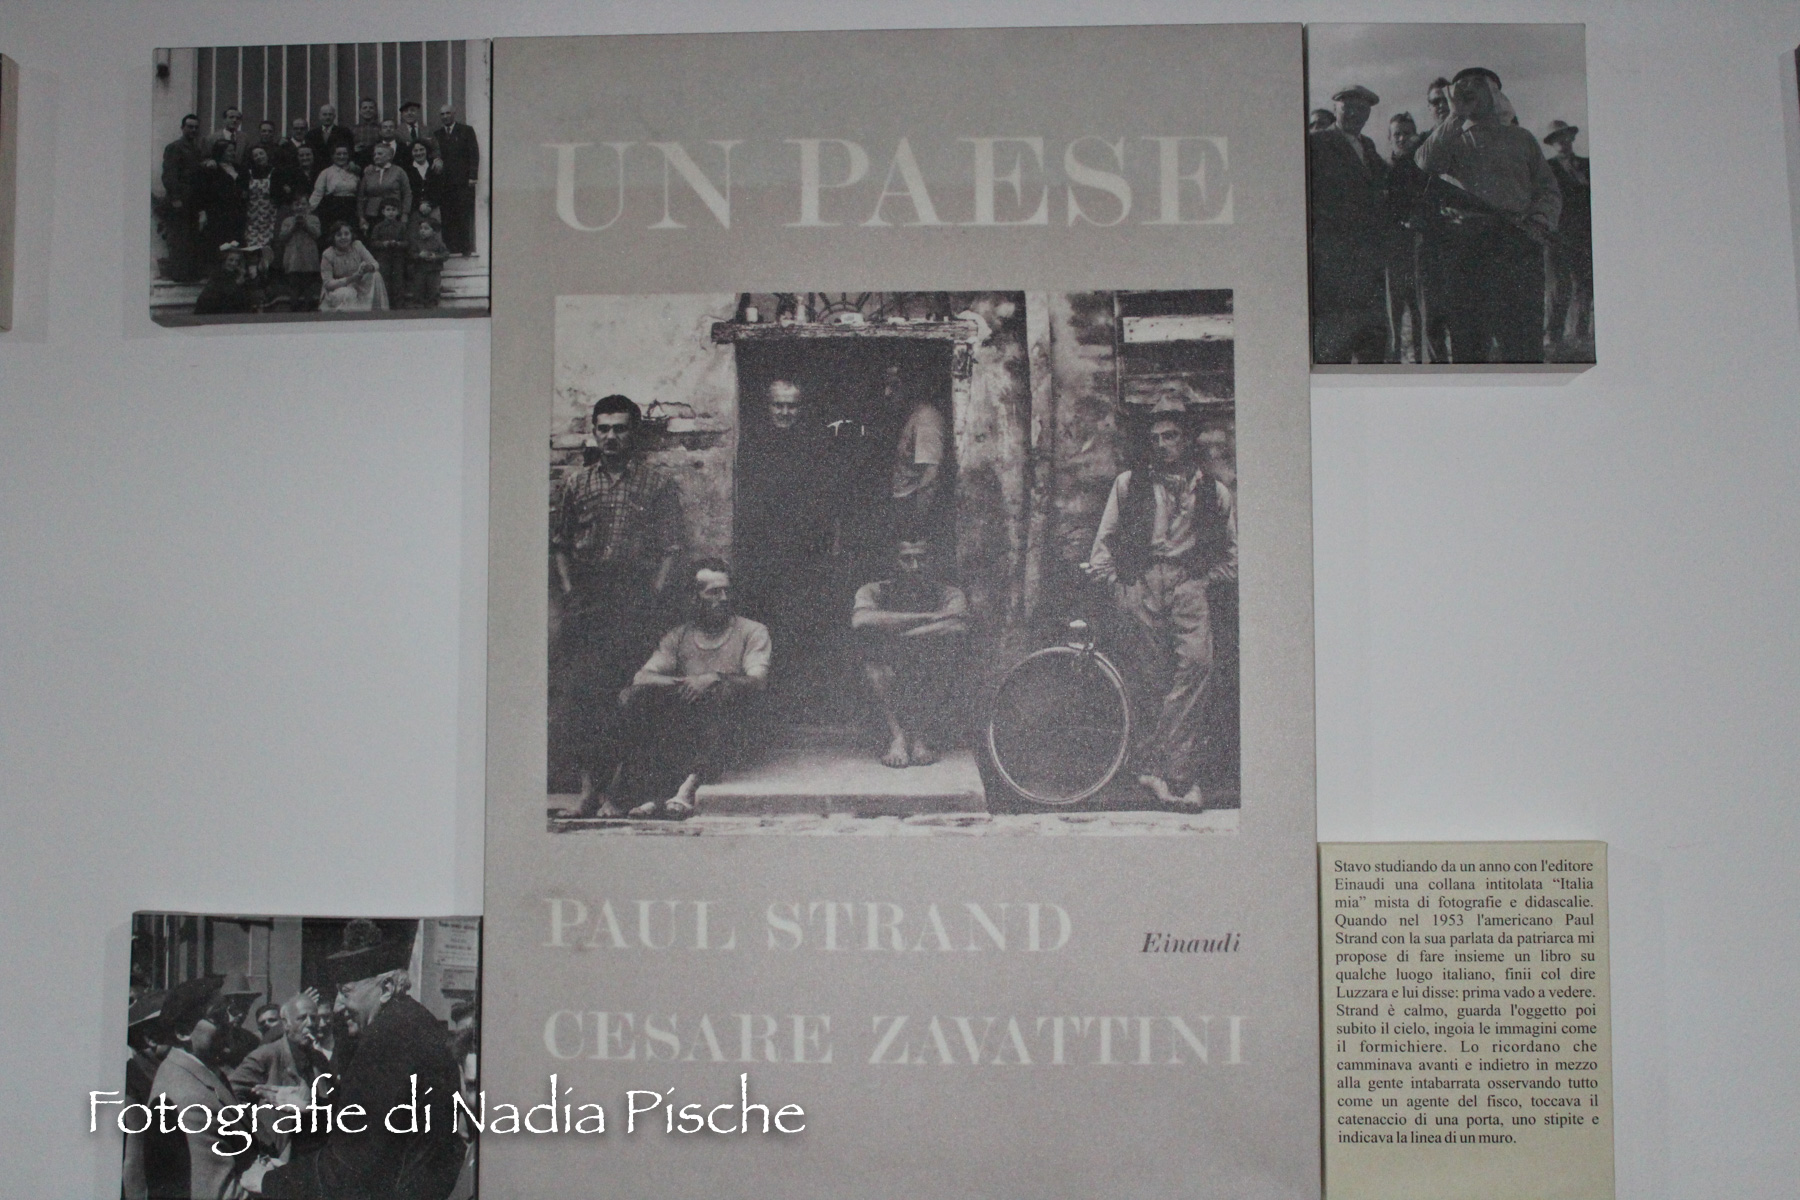 UN PAESE
PAUL STRAND
Einaudi
CESARE ZAVATTINI
Stavo studiando da un anno con l'editore
Einaudi una collana intitolata “Italia
mia” mista di fotografie e didascalie.
Quando nel 1953 l'americano Paul
Strand con la sua parlata da patriarca mi
propose di fare insieme un libro su
qualche luogo italiano, finii col dire
Luzzara e lui disse: prima vado a vedere.
Strand è calmo, guarda l'oggetto poi
subito il cielo, ingoia le immagini come
il formichiere. Lo ricordano che
camminava avanti e indietro in mezzo
alla gente intabarrata osservando tutto
come un agente del fisco, toccava il
catenaccio di una porta, uno stipite e
indicava la linea di un muro.
Fotografie di Nadia Pische